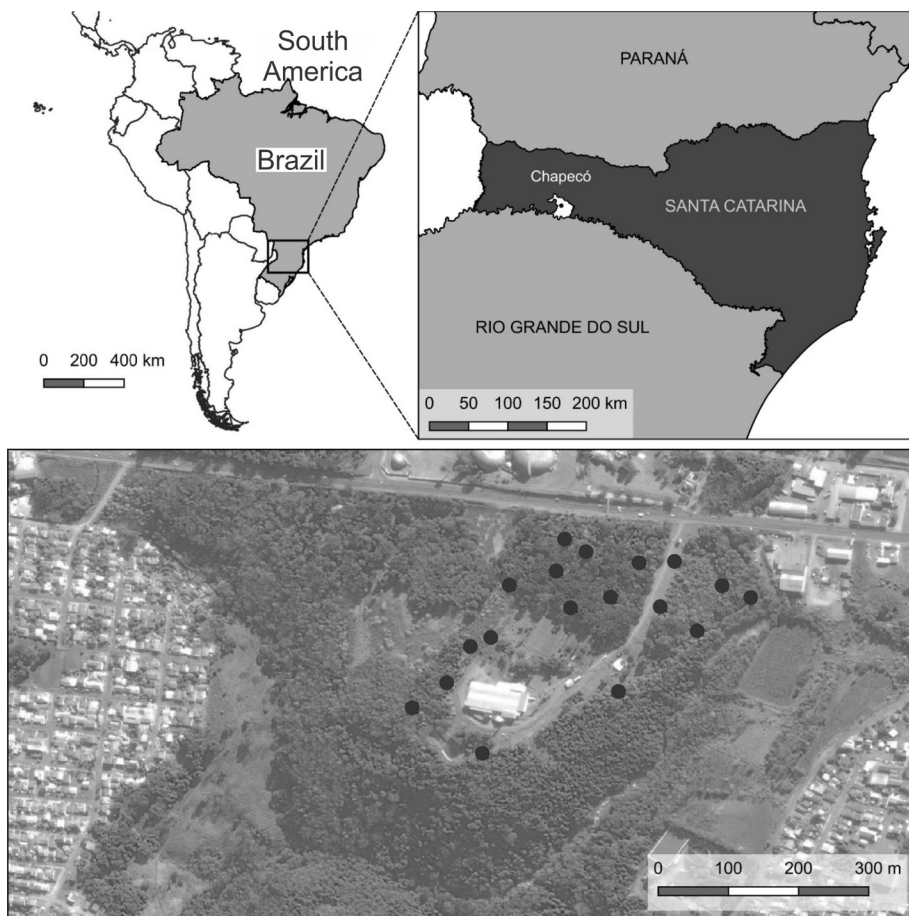 South
America
Brazil
0 200 400 km
PARANÁ
Chapecó
SANTA CATARINA
RIO GRANDE DO SUL
0 50 100 150 200 km
0 100 200 300 m